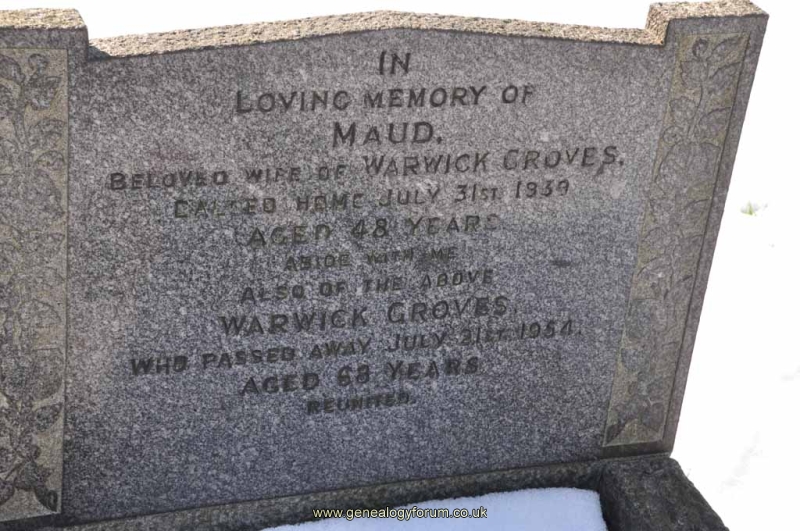 IN
LOVING MEMORY OF
MAUD.
BELOVED WIFE OF WARWICK GROVES.
CALLED HOME JULY 31ST. 1939
AGED 48 YEARS
ABIDE WITH ME
ALSO OF THE ABOVE
WARWICK GROVES,
WHO PASSED AWAY JULY 31ST. 1954.
AGED 68 YEARS
REUNITED.
www.genealogyforum.co.uk